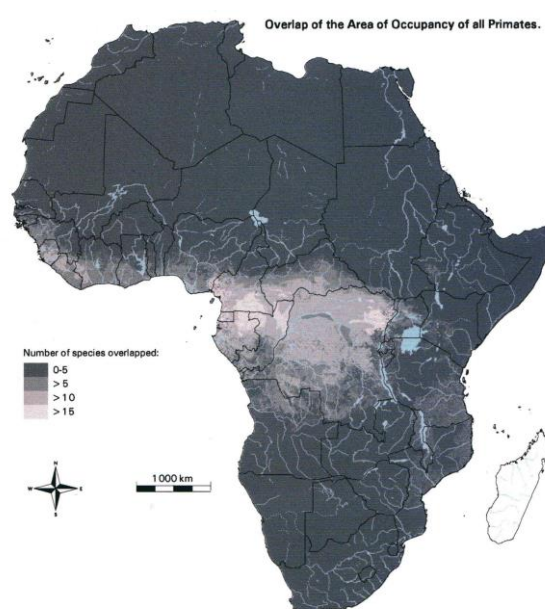 Overlap of the Area of Occupancy of all Primates.
Number of species overlapped:
0-5
> 5
> 10
> 15
N
W E
S
1000 km